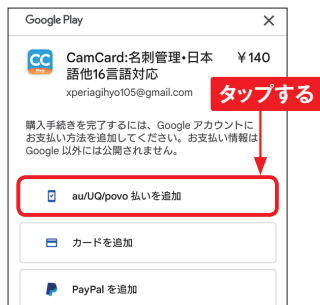 Google Play
CC
Pro
CamCard:名刺管理・日本
語他16言語対応
￥140
xperiagihyo105@gmail.com
タップする
購入手続きを完了するには、Google アカウントに
お支払い方法を追加してください。お支払い情報は
Google 以外には公開されません。
au/UQ/povo 払いを追加
カードを追加
PayPal を追加